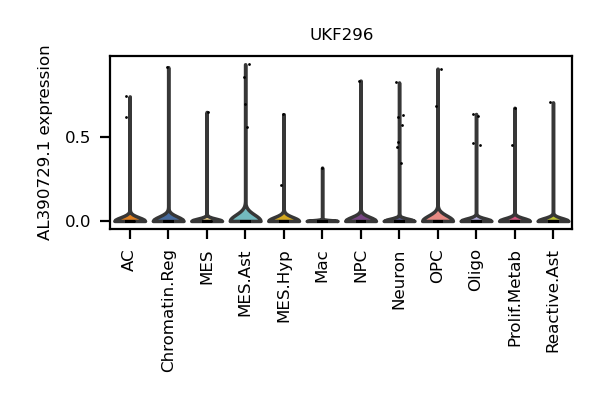 UKF296
AL390729.1 expression
0.5
0.0
AC
Chromatin.Reg
MES
MES.Ast
MES.Hyp
Mac
NPC
Neuron
OPC
Oligo
Prolif.Metab
Reactive.Ast